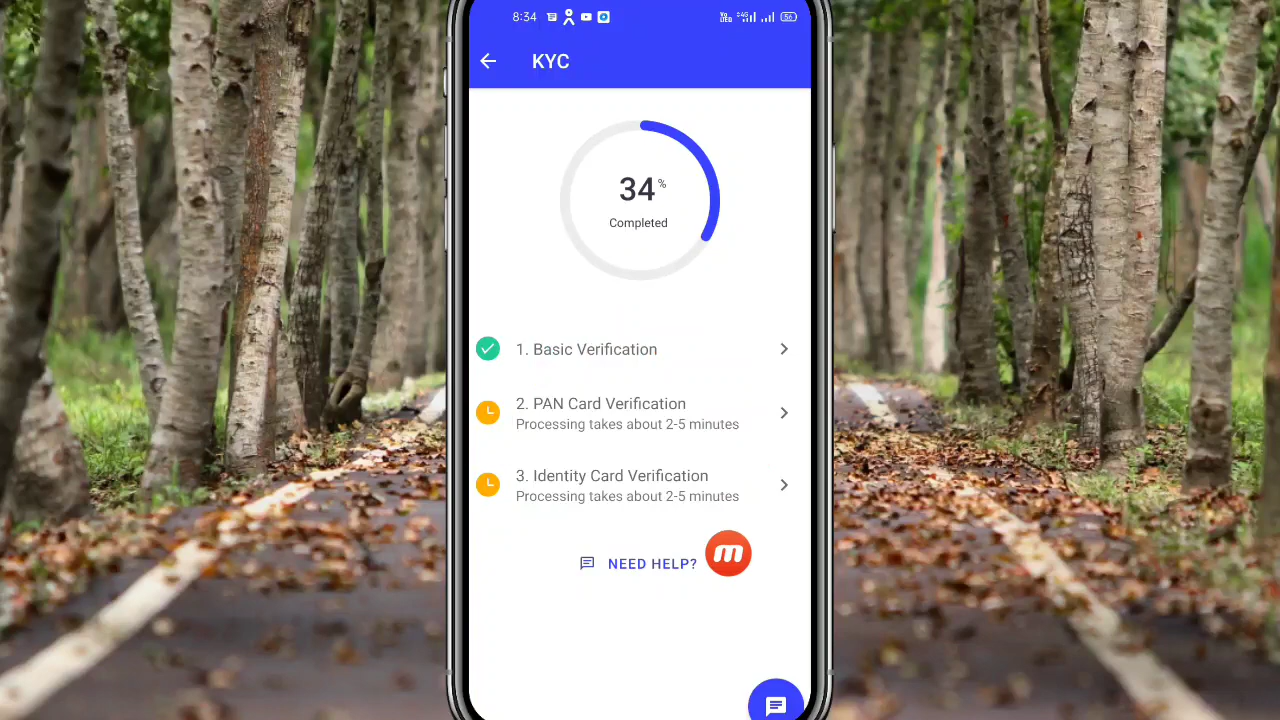 8:34
56
KYC
34%
Completed
1. Basic Verification
2. PAN Card Verification
Processing takes about 2-5 minutes
3. Identity Card Verification
Processing takes about 2-5 minutes
NEED HELP?
m